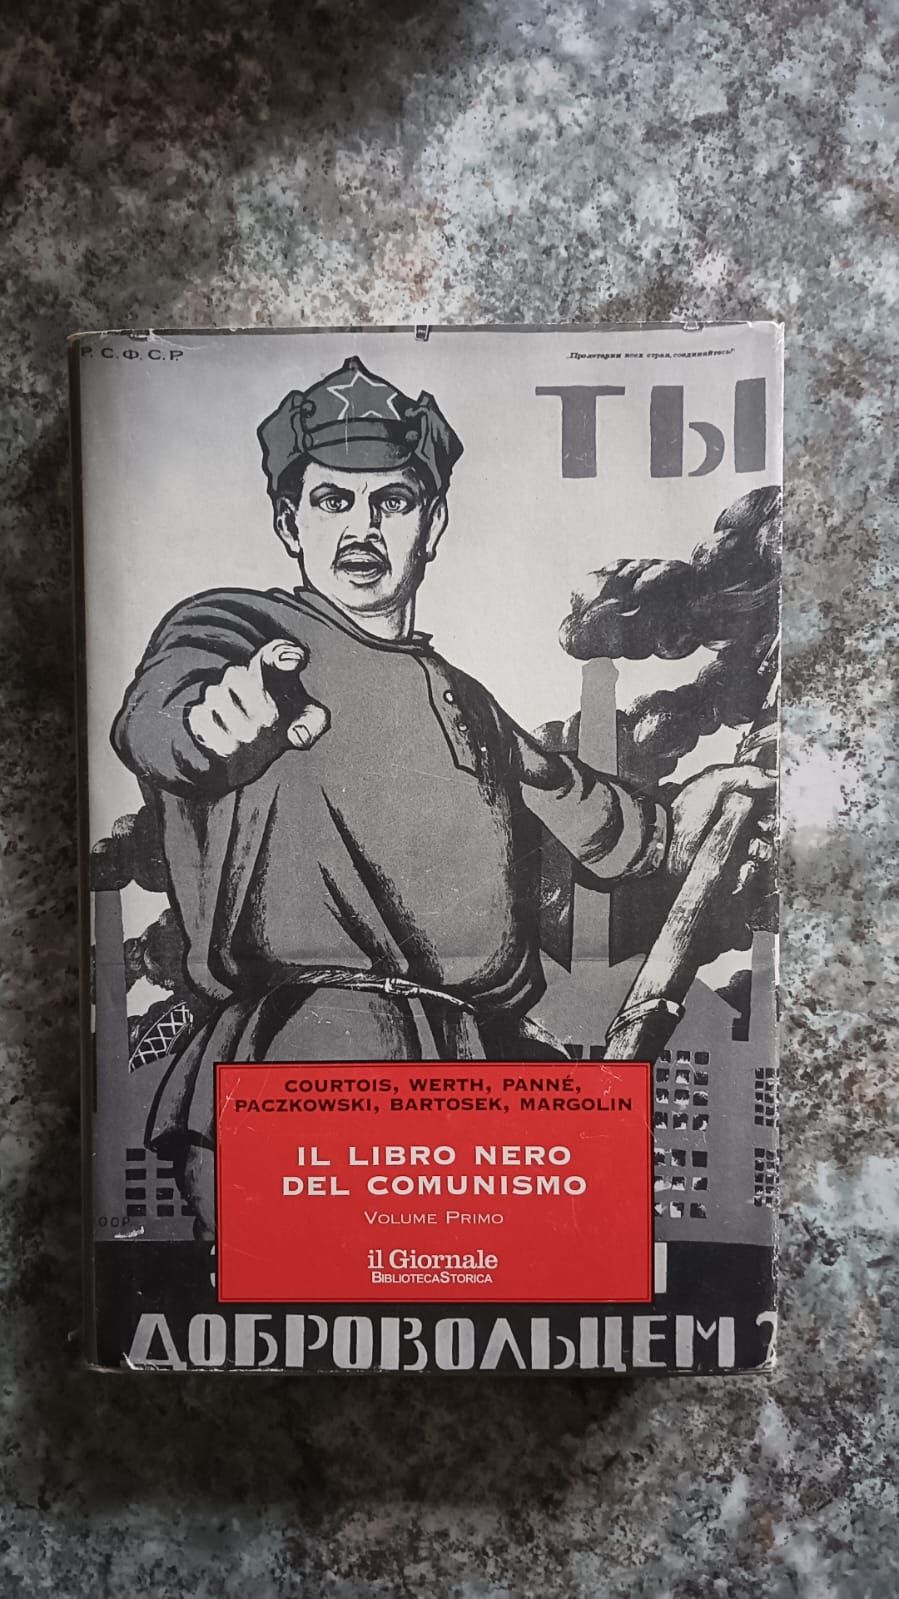 Р. С. Ф. С. Р.
„Пролетарии всех стран, соединяйтесь!“
ТЫ
COURTOIS, WERTH, PANNÉ,
PACZKOWSKI, BARTOSEK, MARGOLIN
IL LIBRO NERO
DEL COMUNISMO
VOLUME PRIMO
il Giornale
BIBLIOTECASTORICA
ДОБРОВОЛЬЦЕМ?